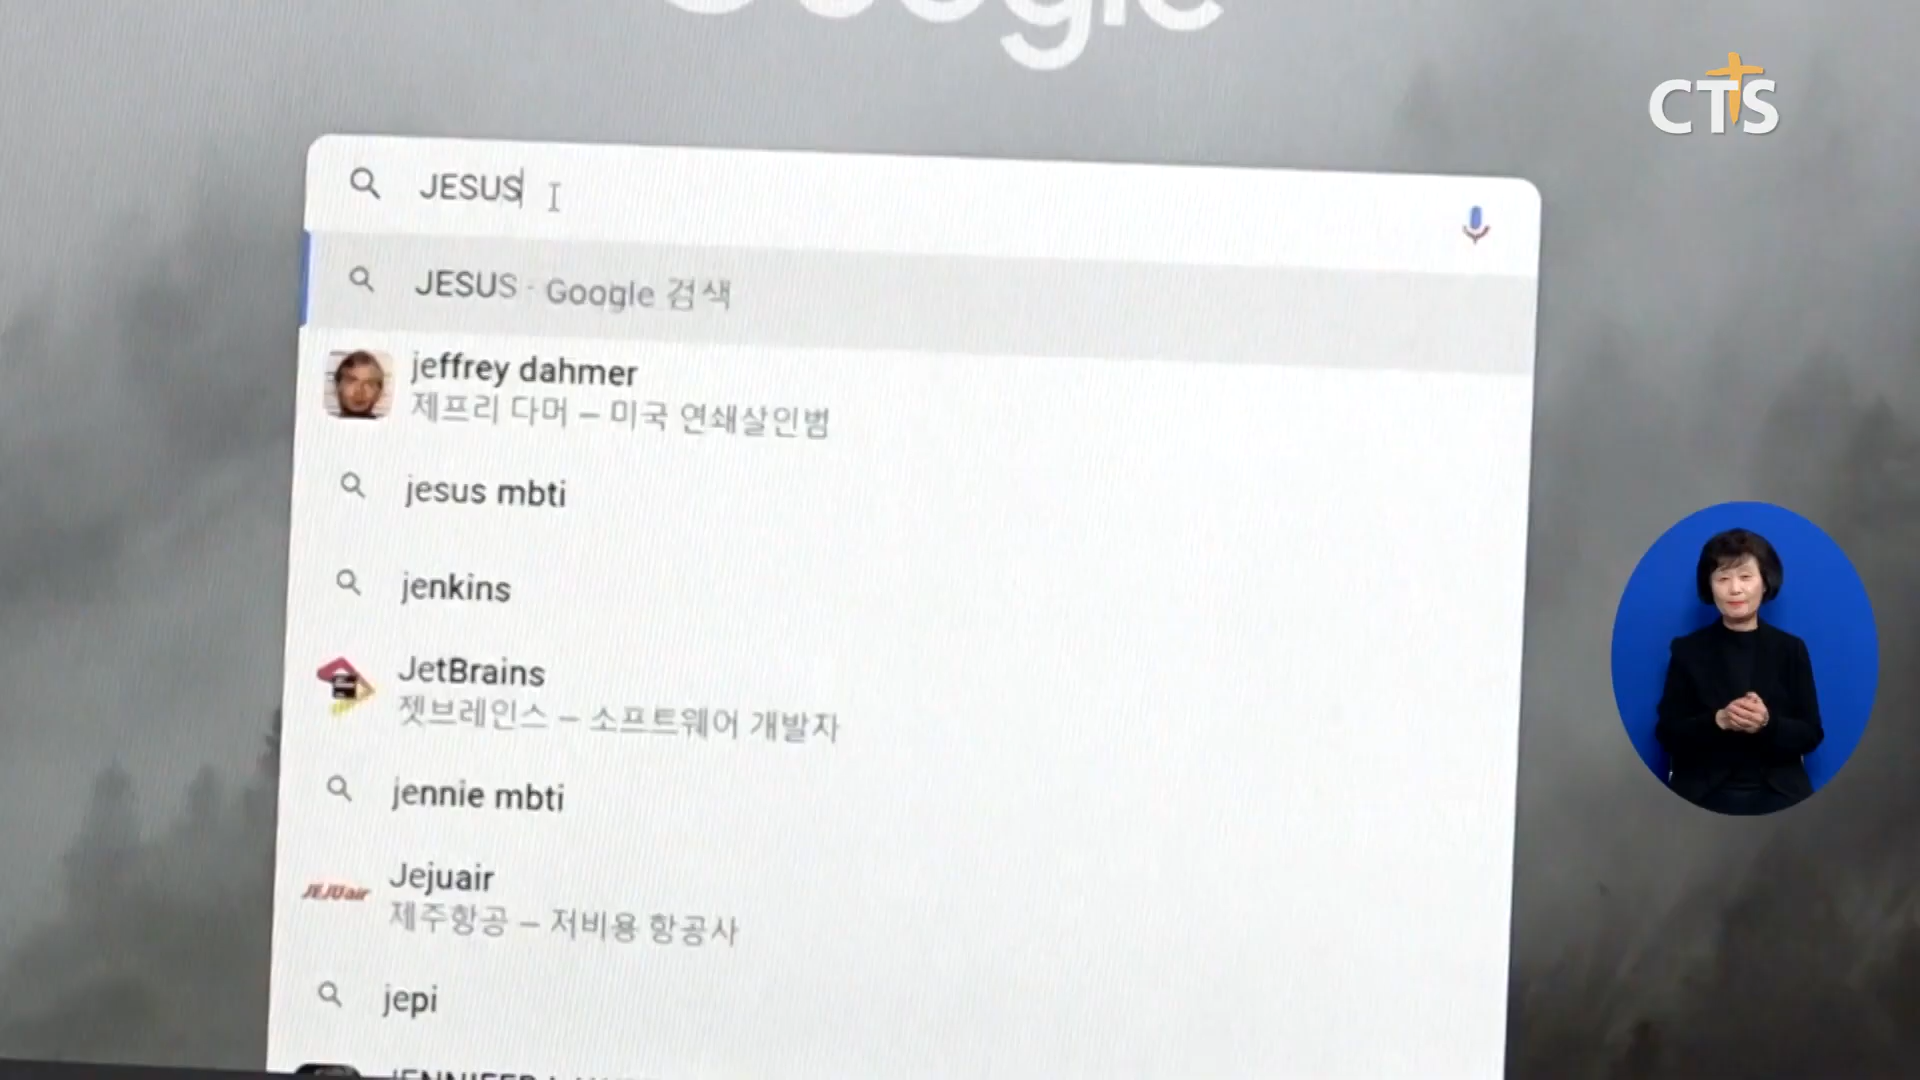 Google
CTS
JESUS
JESUS - Google 검색
jeffrey dahmer
제프리 다머 – 미국 연쇄살인범
jesus mbti
jenkins
JetBrains
젯브레인스 – 소프트웨어 개발자
jennie mbti
Jejuair
JEJUair
제주항공 – 저비용 항공사
jepi